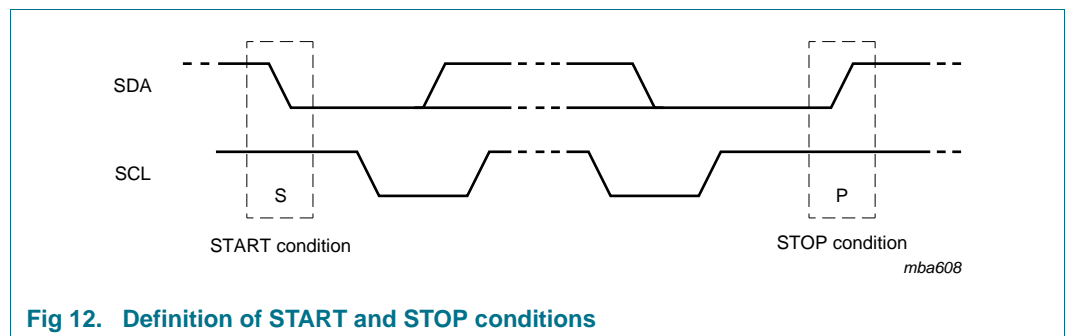 SDA
SCL
S
P
START condition
STOP condition
mba608
Fig 12. Definition of START and STOP conditions